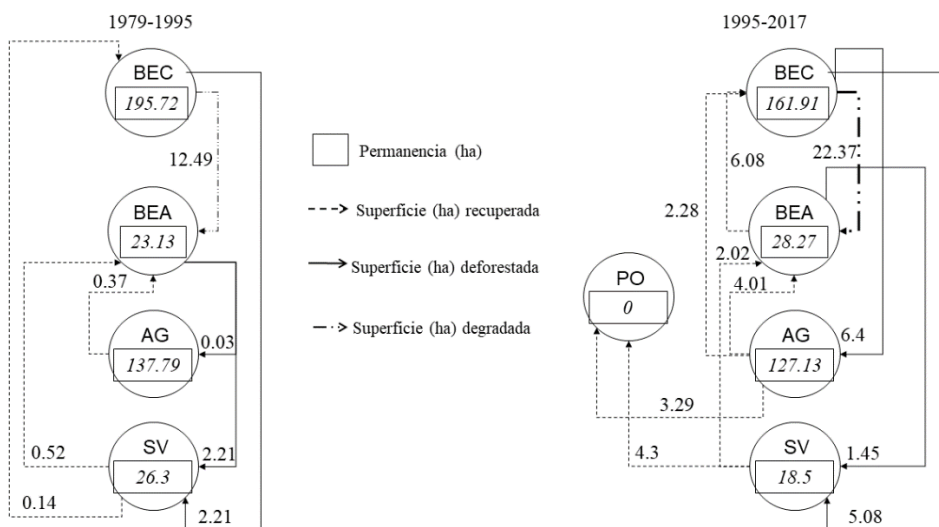 1979-1995
BEC
195.72
12.49
BEA
23.13
0.37
AG
0.03
137.79
SV
0.52
2.21
26.3
0.14
2.21
Permanencia (ha)
Superficie (ha) recuperada
Superficie (ha) deforestada
Superficie (ha) degradada
1995-2017
BEC
161.91
6.08
22.37
2.28
BEA
28.27
2.02
4.01
PO
0
AG
6.4
127.13
3.29
SV
4.3
1.45
18.5
5.08